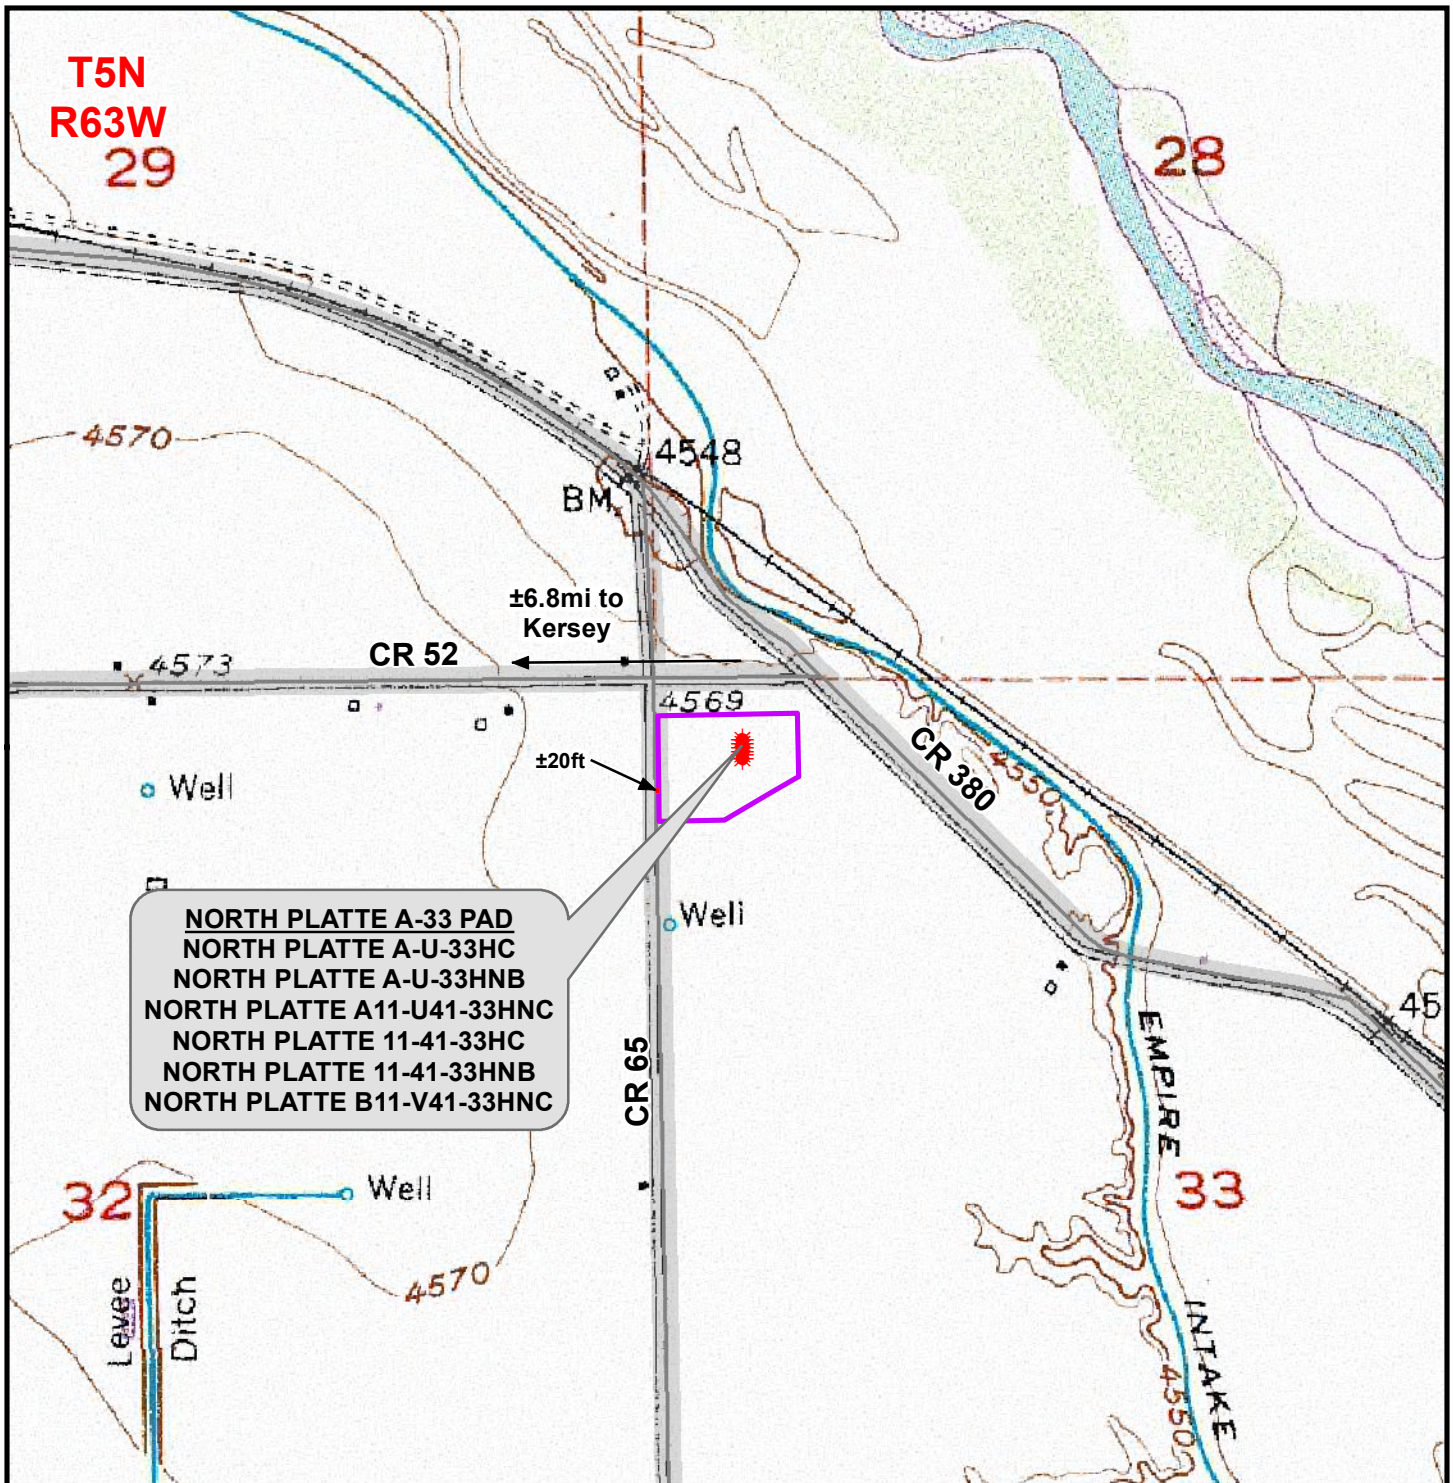 T5N
R63W
29
28
4570
4548
BM
±6.8mi to
Kersey
CR 52
4573
4569
±20ft
CR 380
4550
Well
NORTH PLATTE A-33 PAD
NORTH PLATTE A-U-33HC
NORTH PLATTE A-U-33HNB
NORTH PLATTE A11-U41-33HNC
NORTH PLATTE 11-41-33HC
NORTH PLATTE 11-41-33HNB
NORTH PLATTE B11-V41-33HNC
Well
CR 65
45
EMPIRE
INTAKE
32
Well
33
4570
Levee
Ditch
4550